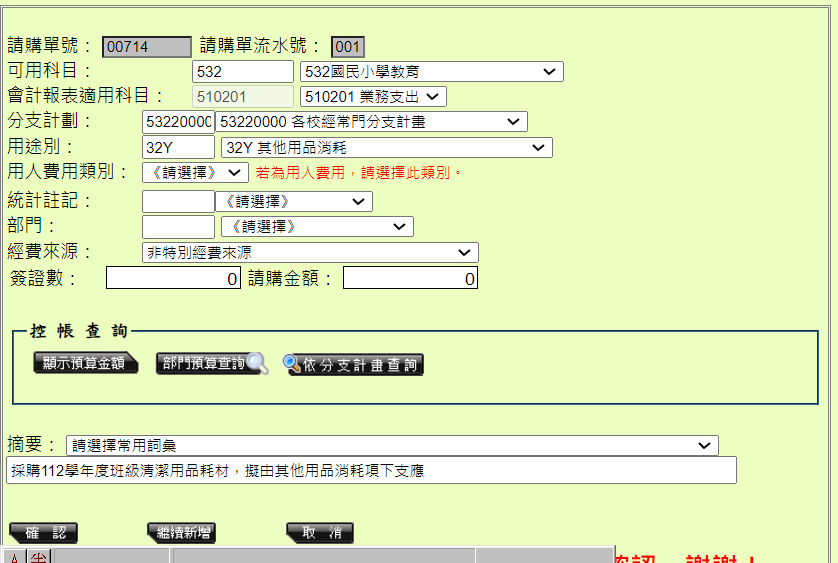 請購單號： 00714 請購單流水號： 001
可用科目： 532 532國民小學教育
會計報表適用科目： 510201 510201 業務支出
分支計劃： 53220000 53220000 各校經常門分支計畫
用途別： 32Y 32Y 其他用品消耗
用人費用類別： 《請選擇》 若為用人費用，請選擇此類別。
統計註記： 《請選擇》
部門： 《請選擇》
經費來源： 非特別經費來源
簽證數： 0 請購金額： 0
控帳查詢
顯示預算金額 部門預算查詢 依分支計畫查詢
摘要： 請選擇常用詞彙
採購112學年度班級清潔用品耗材，擬由其他用品消耗項下支應
確認 繼續新增 取消
確認，謝謝！